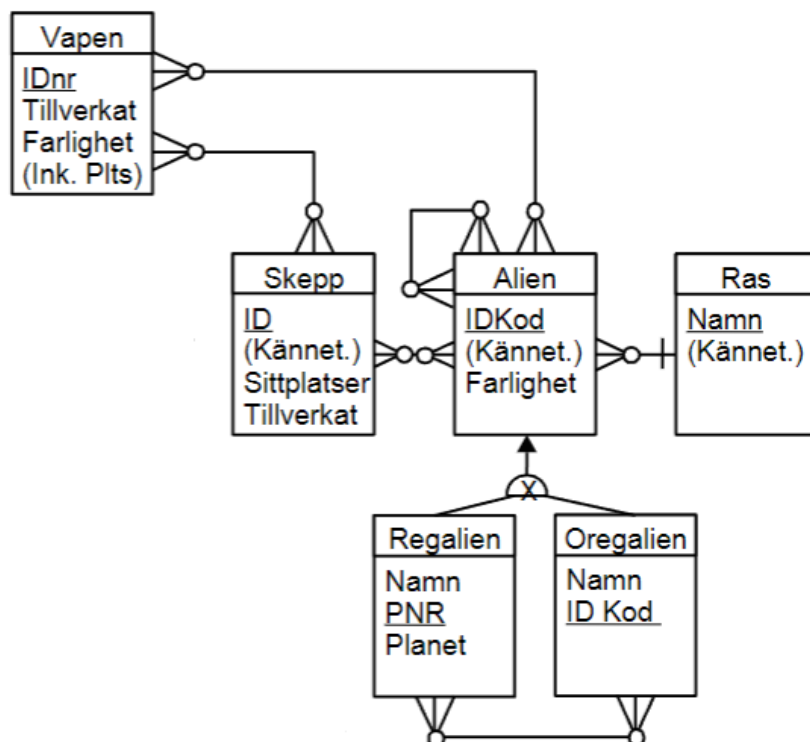 Vapen
IDnr
Tillverkat
Farlighet
(Ink. Plts)
Skepp
ID
(Kännet.)
Sittplatser
Tillverkat
Alien
IDKod
(Kännet.)
Farlighet
Ras
Namn
(Kännet.)
X
Regalien
Namn
PNR
Planet
Oregalien
Namn
ID Kod